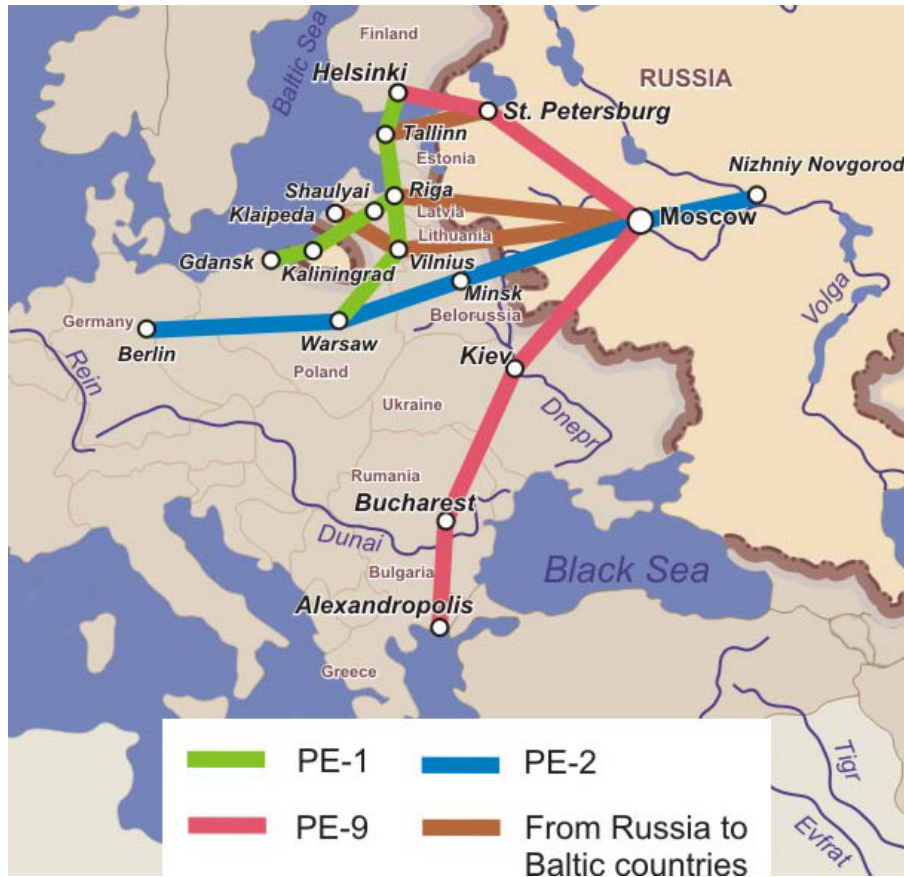 Finland
Baltic Sea
Helsinki
RUSSIA
St. Petersburg
Tallinn
Estonia
Nizhniy Novgorod
Shaulyai
Riga
Klaipeda
Latvia
Moscow
Lithuania
Gdansk
Kaliningrad
Vilnius
Minsk
Volga
Germany
Belorussia
Berlin
Warsaw
Rein
Poland
Kiev
Ukraine
Dnepr
Rumania
Bucharest
Dunai
Bulgaria
Black Sea
Alexandropolis
Greece
PE-1
PE-2
PE-9
From Russia to
Baltic countries
Tigr
Evfrat